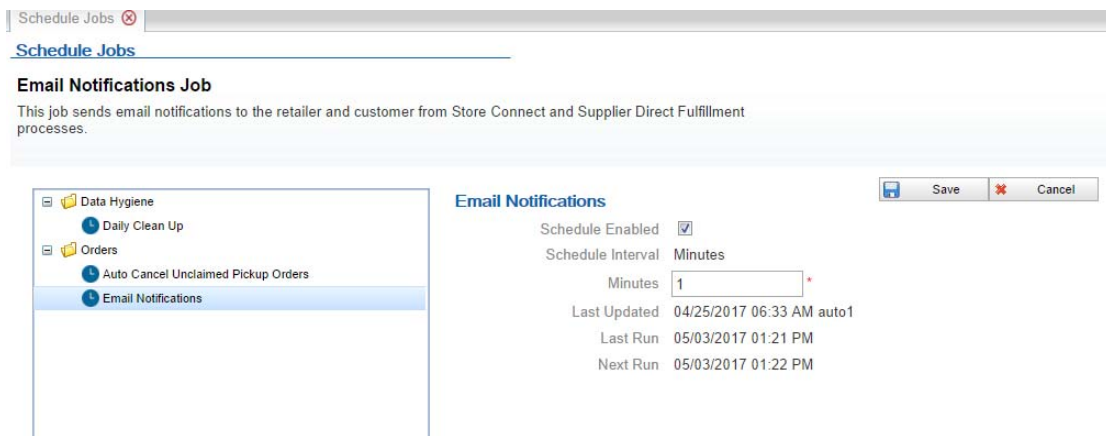 Schedule Jobs
Schedule Jobs
Email Notifications Job
This job sends email notifications to the retailer and customer from Store Connect and Supplier Direct Fulfillment
processes.
Save Cancel
Data Hygiene
Daily Clean Up
Orders
Auto Cancel Unclaimed Pickup Orders
Email Notifications
Email Notifications
Schedule Enabled
Schedule Interval Minutes
Minutes 1 *
Last Updated 04/25/2017 06:33 AM auto1
Last Run 05/03/2017 01:21 PM
Next Run 05/03/2017 01:22 PM